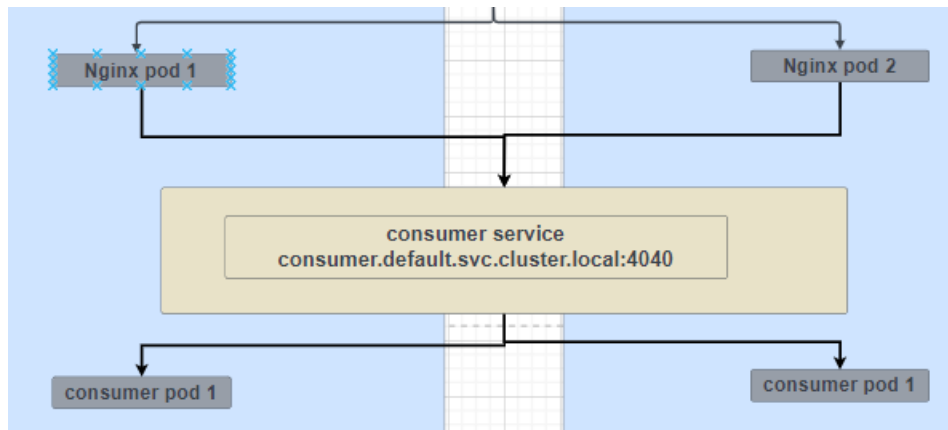 Nginx pod 1
Nginx pod 2
consumer service
consumer.default.svc.cluster.local:4040
consumer pod 1
consumer pod 1